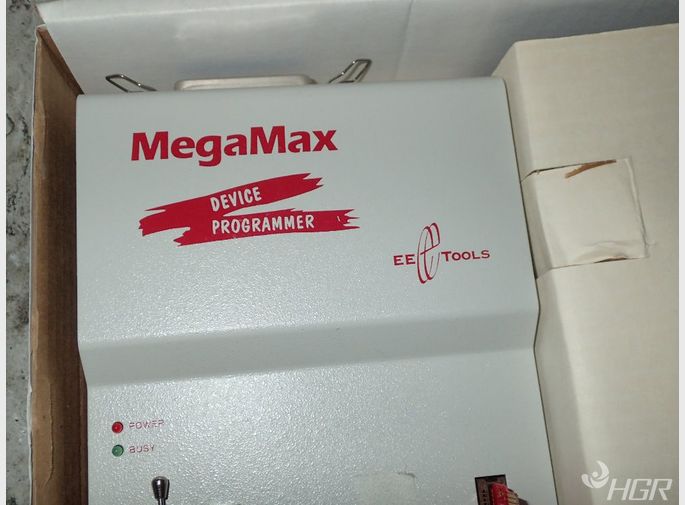 MegaMax
DEVICE
PROGRAMMER
EE TOOLS
POWER
BUSY
HGR